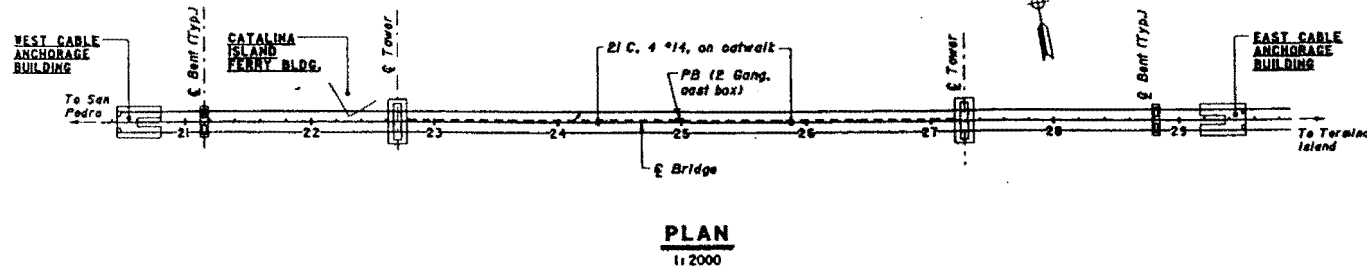 WEST CABLE
ANCHORAGE
BUILDING
℄ Bent (Typ.)
CATALINA
ISLAND
FERRY BLDG.
℄ Tower
21 C, 4 #14, on catwalk
PB (2 Gang,
cast box)
℄ Tower
℄ Bent (Typ.)
EAST CABLE
ANCHORAGE
BUILDING
To San
Pedro
21 22 23 24 25 26 27 28 29
To Termina
Island
℄ Bridge
PLAN
1:2000